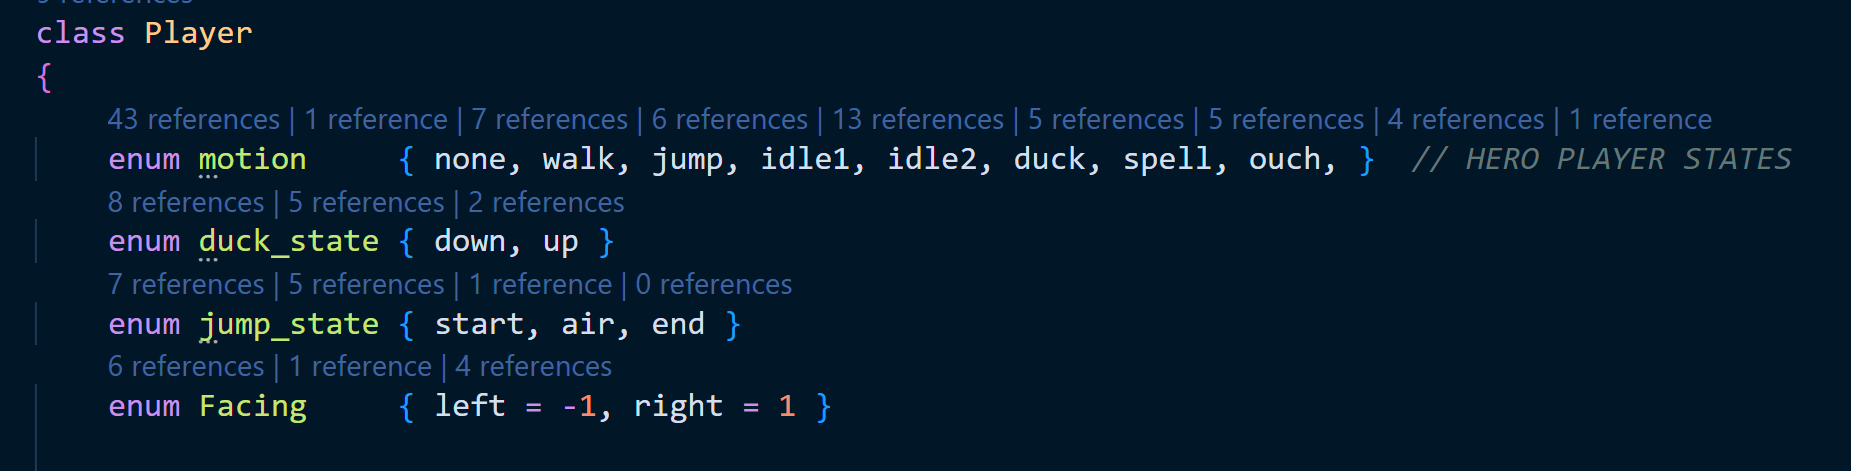 9 references
class Player
{
43 references | 1 reference | 7 references | 6 references | 13 references | 5 references | 5 references | 4 references | 1 reference
enum motion     { none, walk, jump, idle1, idle2, duck, spell, ouch, }  // HERO PLAYER STATES
8 references | 5 references | 2 references
enum duck_state { down, up }
7 references | 5 references | 1 reference | 0 references
enum jump_state { start, air, end }
6 references | 1 reference | 4 references
enum Facing     { left = -1, right = 1 }